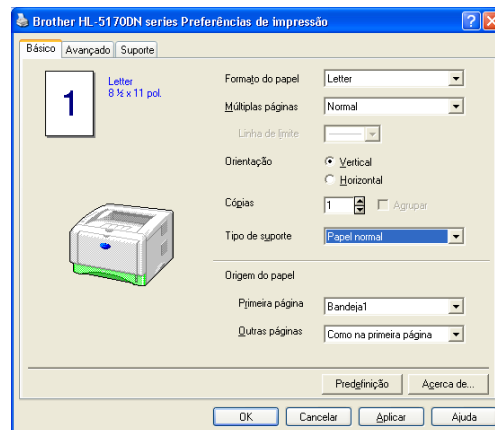 Brother HL-5170DN series Preferências de impressão
Básico Avançado Suporte
1
Letter
8 ½ x 11 pol.
Formato do papel Letter
Múltiplas páginas Normal
Linha de limite
Orientação Vertical
Horizontal
Cópias 1 Agrupar
Tipo de suporte Papel normal
Origem do papel
Primeira página Bandeja1
Outras páginas Como na primeira página
Predefinição Acerca de...
OK Cancelar Aplicar Ajuda